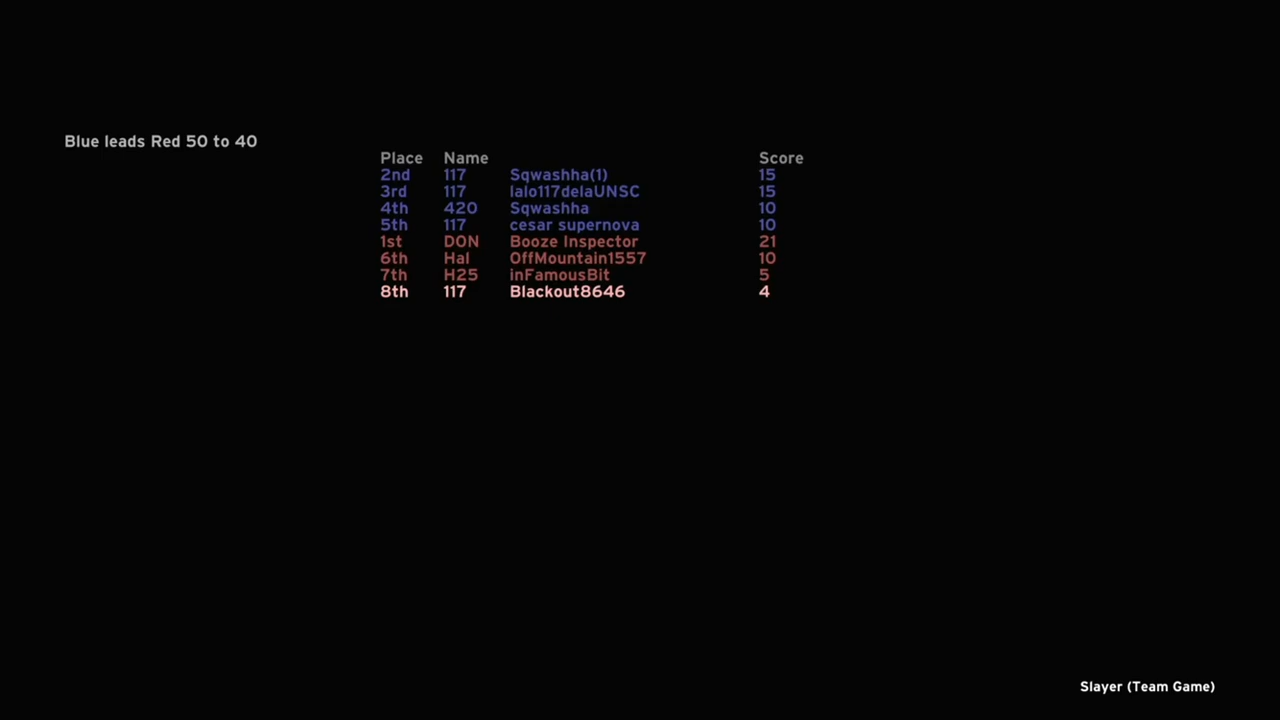 Blue leads Red 50 to 40
Place Name Score
2nd 117 Sqwashha(1) 15
3rd 117 lalo117delaUNSC 15
4th 420 Sqwashha 10
5th 117 cesar supernova 10
1st DON Booze Inspector 21
6th Hal OffMountain1557 10
7th H25 inFamousBit 5
8th 117 Blackout8646 4
Slayer (Team Game)